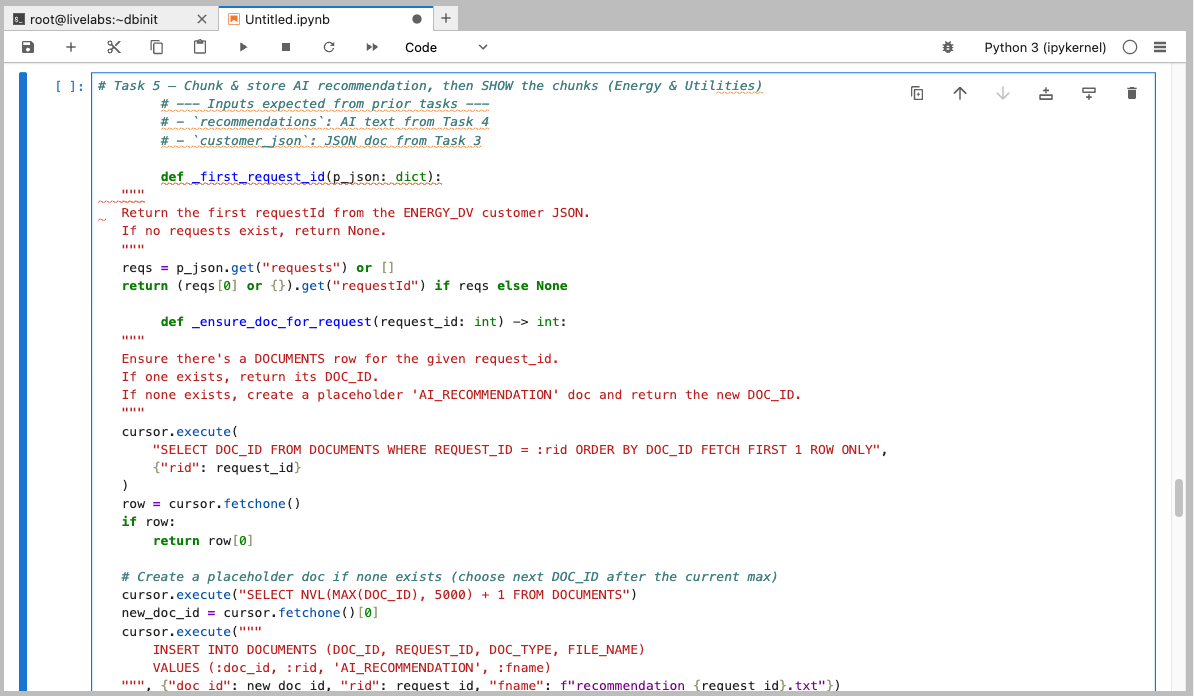 root@livelabs:~dbinit
Untitled.ipynb
Code
Python 3 (ipykernel)
[ ]:
# Task 5 – Chunk & store AI recommendation, then SHOW the chunks (Energy & Utilities)
# --- Inputs expected from prior tasks ---
# - `recommendations`: AI text from Task 4
# - `customer_json`: JSON doc from Task 3
def _first_request_id(p_json: dict):
"""
Return the first requestId from the ENERGY_DV customer JSON.
If no requests exist, return None.
"""
reqs = p_json.get("requests") or []
return (reqs[0] or {}).get("requestId") if reqs else None
def _ensure_doc_for_request(request_id: int) -> int:
"""
Ensure there's a DOCUMENTS row for the given request_id.
If one exists, return its DOC_ID.
If none exists, create a placeholder 'AI_RECOMMENDATION' doc and return the new DOC_ID.
"""
cursor.execute(
"SELECT DOC_ID FROM DOCUMENTS WHERE REQUEST_ID = :rid ORDER BY DOC_ID FETCH FIRST 1 ROW ONLY",
{"rid": request_id}
)
row = cursor.fetchone()
if row:
return row[0]
# Create a placeholder doc if none exists (choose next DOC_ID after the current max)
cursor.execute("SELECT NVL(MAX(DOC_ID), 5000) + 1 FROM DOCUMENTS")
new_doc_id = cursor.fetchone()[0]
cursor.execute("""
INSERT INTO DOCUMENTS (DOC_ID, REQUEST_ID, DOC_TYPE, FILE_NAME)
VALUES (:doc_id, :rid, 'AI_RECOMMENDATION', :fname)
""", {"doc_id": new_doc_id, "rid": request_id, "fname": f"recommendation_{request_id}.txt"})